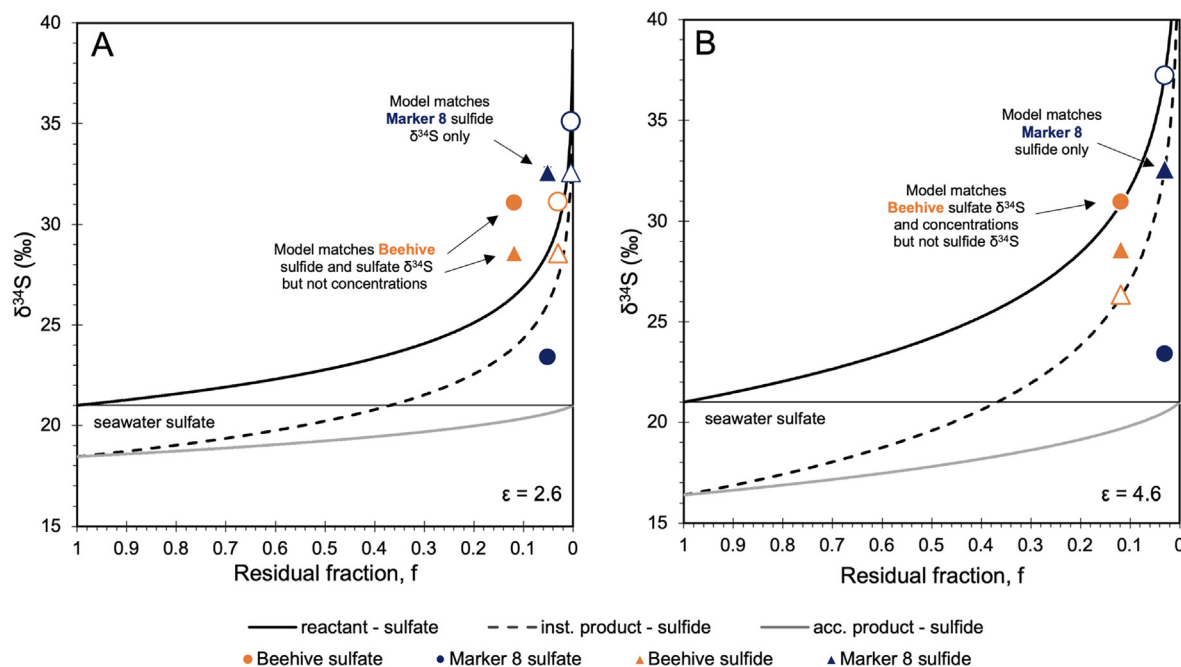 A
B
δ³⁴S (‰)
40
35
30
25
20
15
Model matches
Marker 8 sulfide
δ³⁴S only
Model matches Beehive
sulfide and sulfate δ³⁴S
but not concentrations
seawater sulfate
ε = 2.6
1 0.9 0.8 0.7 0.6 0.5 0.4 0.3 0.2 0.1 0
Residual fraction, f
δ³⁴S (‰)
40
35
30
25
20
15
Model matches
Marker 8
sulfide only
Model matches
Beehive sulfate δ³⁴S
and concentrations
but not sulfide δ³⁴S
seawater sulfate
ε = 4.6
1 0.9 0.8 0.7 0.6 0.5 0.4 0.3 0.2 0.1 0
Residual fraction, f
reactant - sulfate inst. product - sulfide acc. product - sulfide
Beehive sulfate Marker 8 sulfate Beehive sulfide Marker 8 sulfide